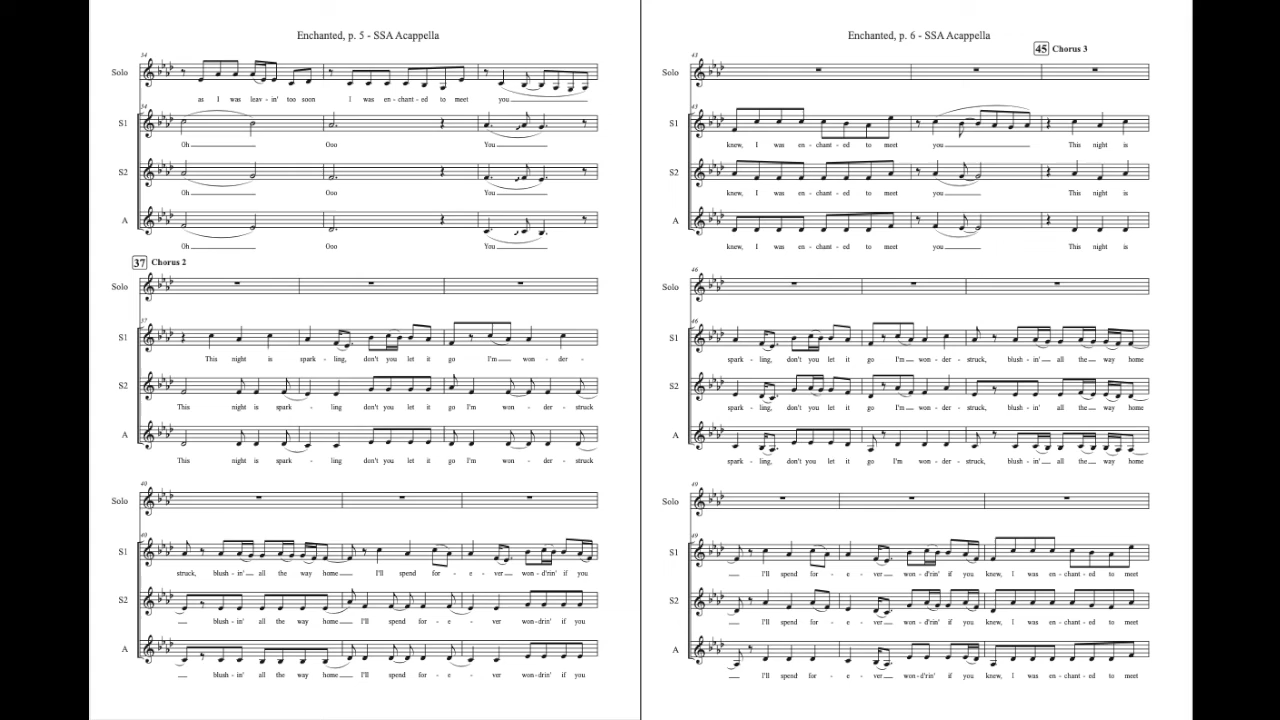 Enchanted, p. 5 - SSA Acappella
34
Solo
as I was leav - in' too soon I was en - chant - ed to meet you
34
S1
Oh Ooo You
S2
Oh Ooo You
A
Oh Ooo You
37 Chorus 2
Solo
37
S1
This night is spark - ling, don't you let it go I'm won - der -
S2
This night is spark - ling don't you let it go I'm won - der - struck
A
This night is spark - ling don't you let it go I'm won - der - struck
40
Solo
40
S1
struck, blush - in' all the way home I'll spend for - e - ver won - d'rin' if you
S2
blush - in' all the way home I'll spend for - e - ver won - drin' if you
A
blush - in' all the way home I'll spend for - e - ver won - drin' if you
Enchanted, p. 6 - SSA Acappella
45 Chorus 3
43
Solo
43
S1
knew, I was en - chant - ed to meet you This night is
S2
knew, I was en - chant - ed to meet you This night is
A
knew, I was en - chant - ed to meet you This night is
46
Solo
46
S1
spark - ling, don't you let it go I'm won - der - struck, blush - in' all the way home
S2
spark - ling, don't you let it go I'm won - der - struck, blush - in' all the way home
A
spark - ling, don't you let it go I'm won - der - struck, blush - in' all the way home
49
Solo
49
S1
I'll spend for - e - ver won - d'rin' if you knew, I was en - chant - ed to meet
S2
I'll spend for - e - ver won - d'rin' if you knew, I was en - chant - ed to meet
A
I'll spend for - e - ver won - d'rin' if you knew, I was en - chant - ed to meet